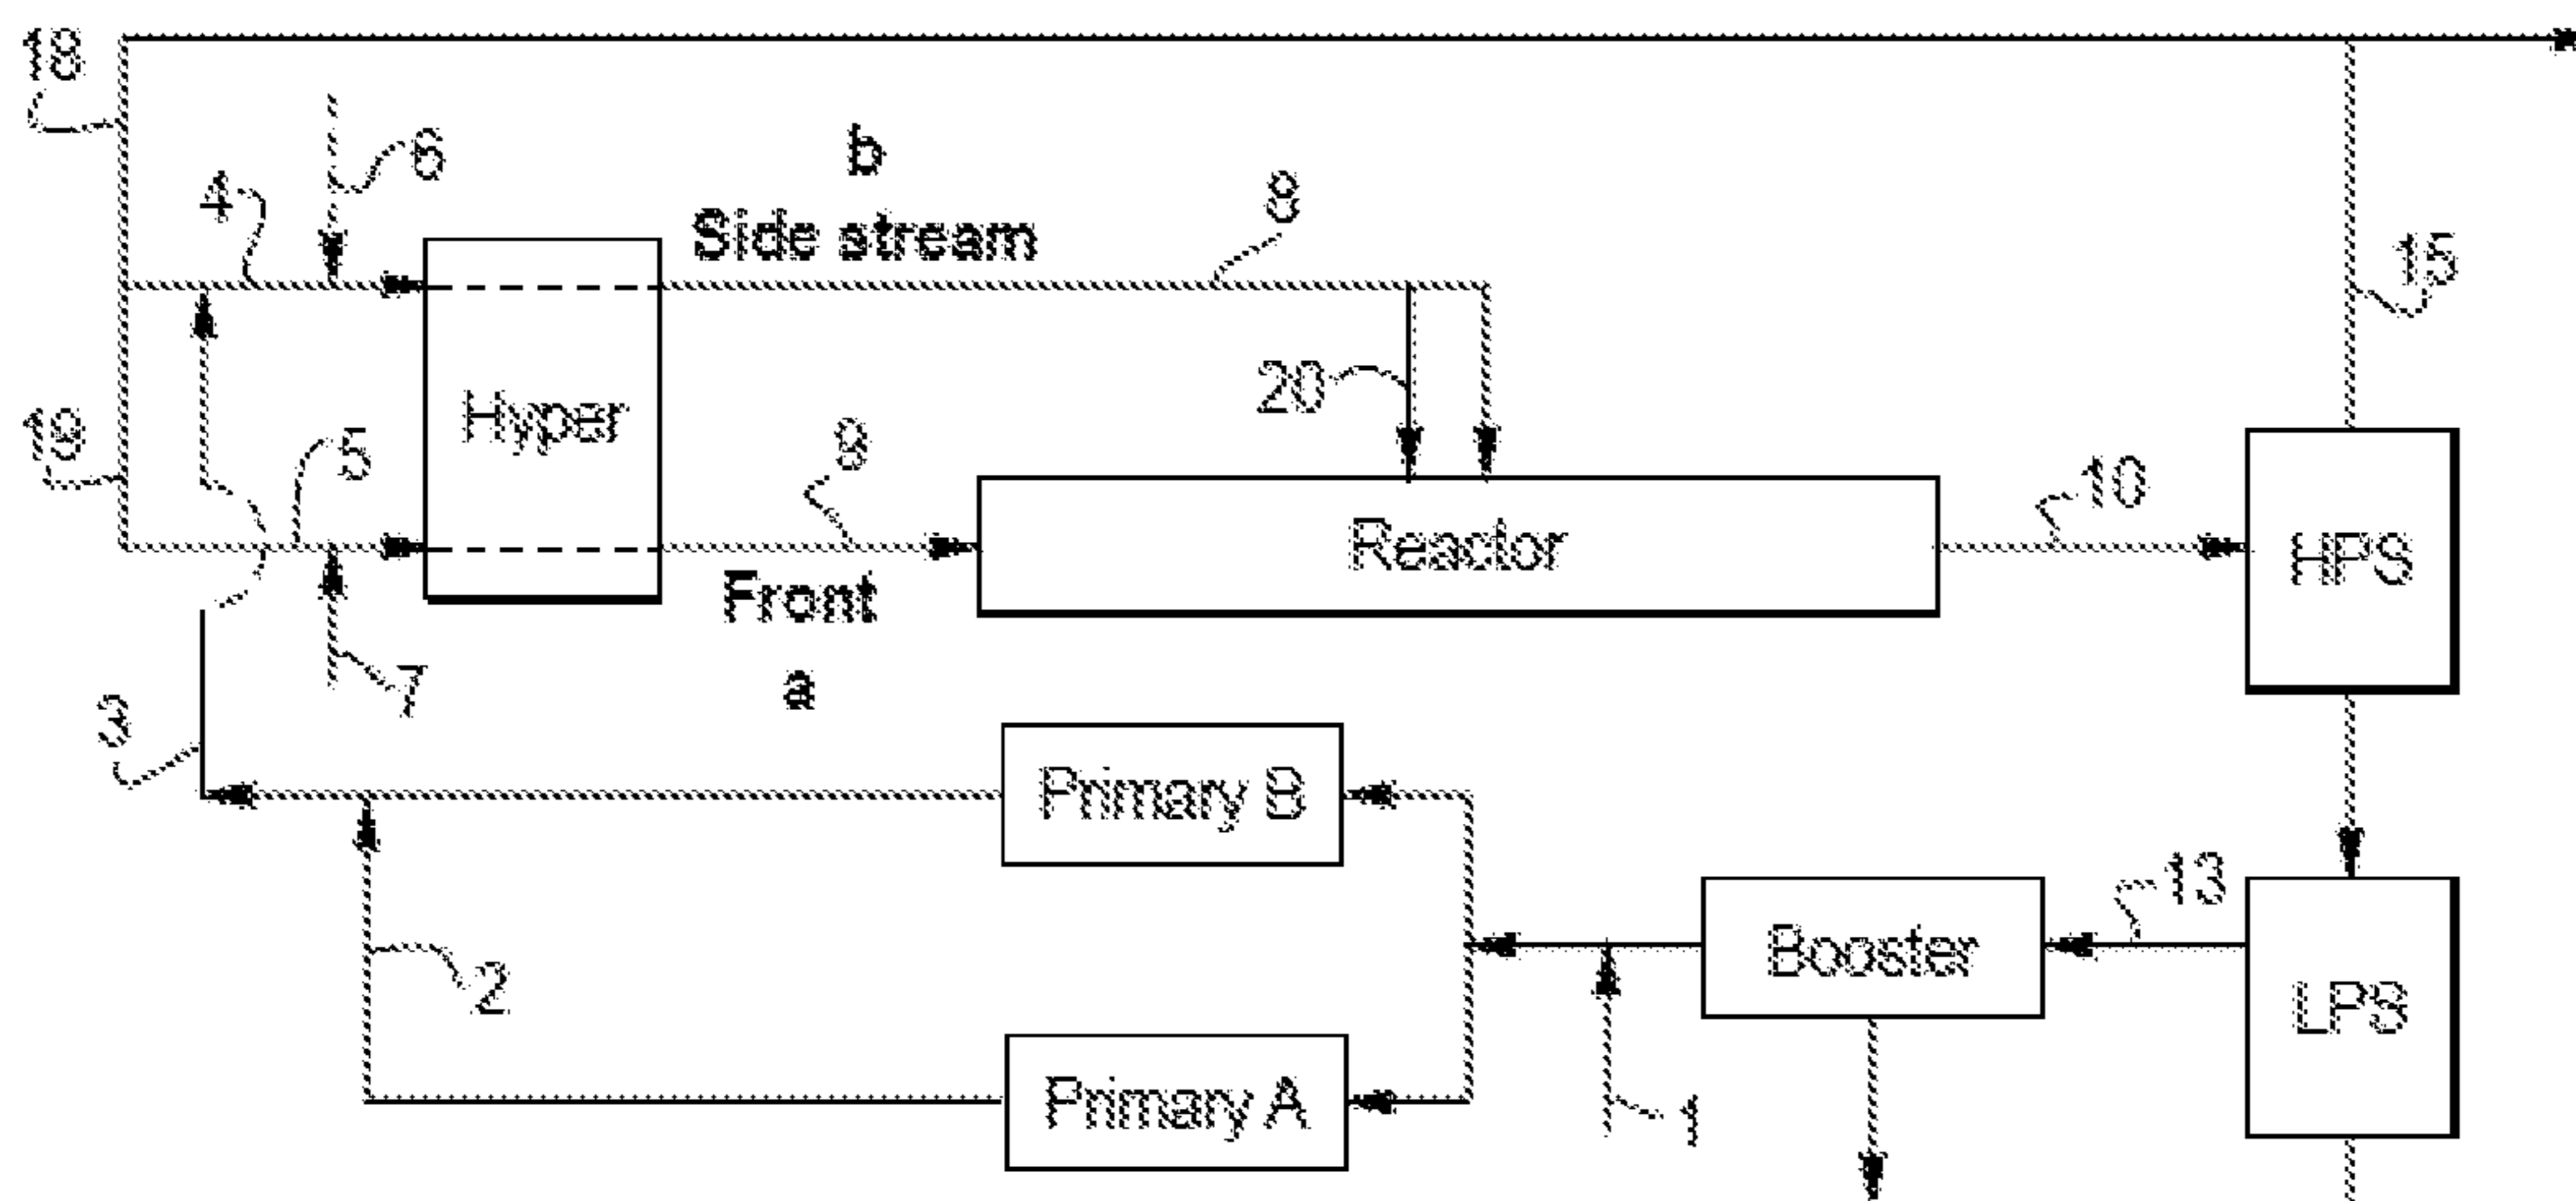 18
6
b
4
8
Side stream
15
20
Hyper
19
5
9
10
Reactor
HPS
Front
7
a
3
Primary B
13
Booster
2
LPS
Primary A
1